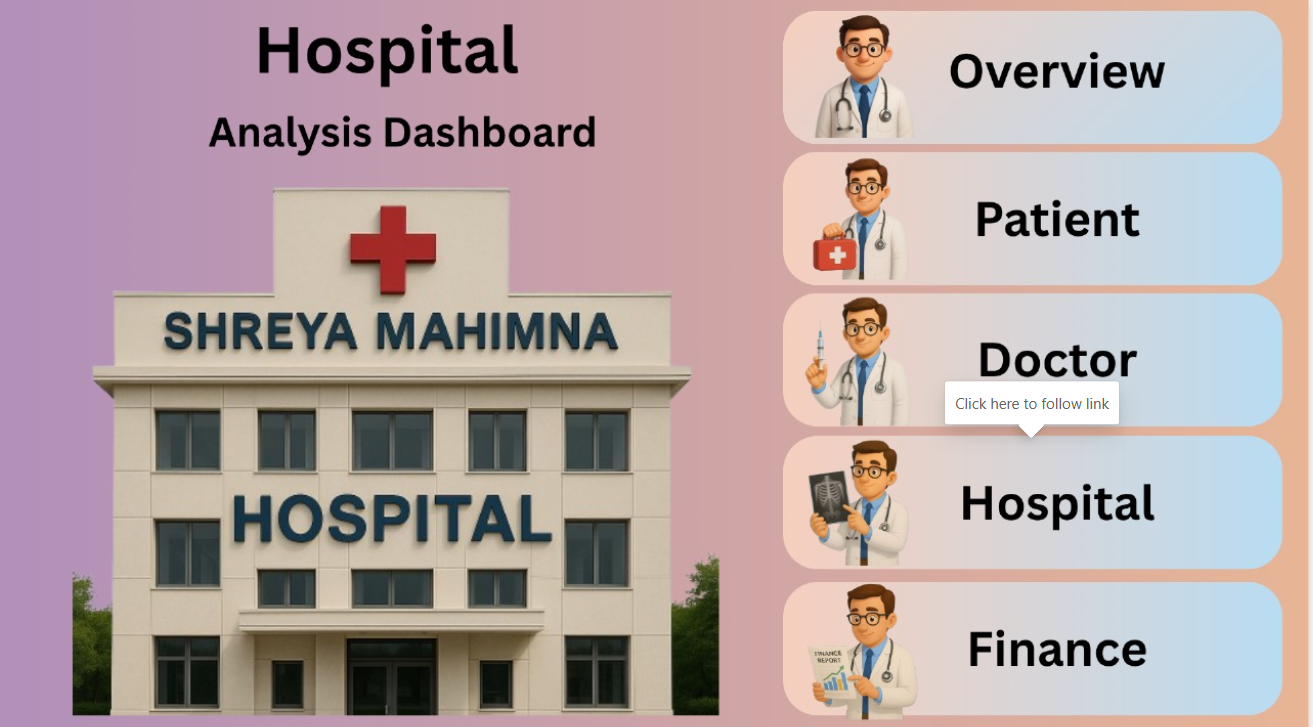 Hospital
Analysis Dashboard
SHREYA MAHIMNA
HOSPITAL
Overview
Patient
Doctor
Click here to follow link
Hospital
FINANCE
REPORT
Finance